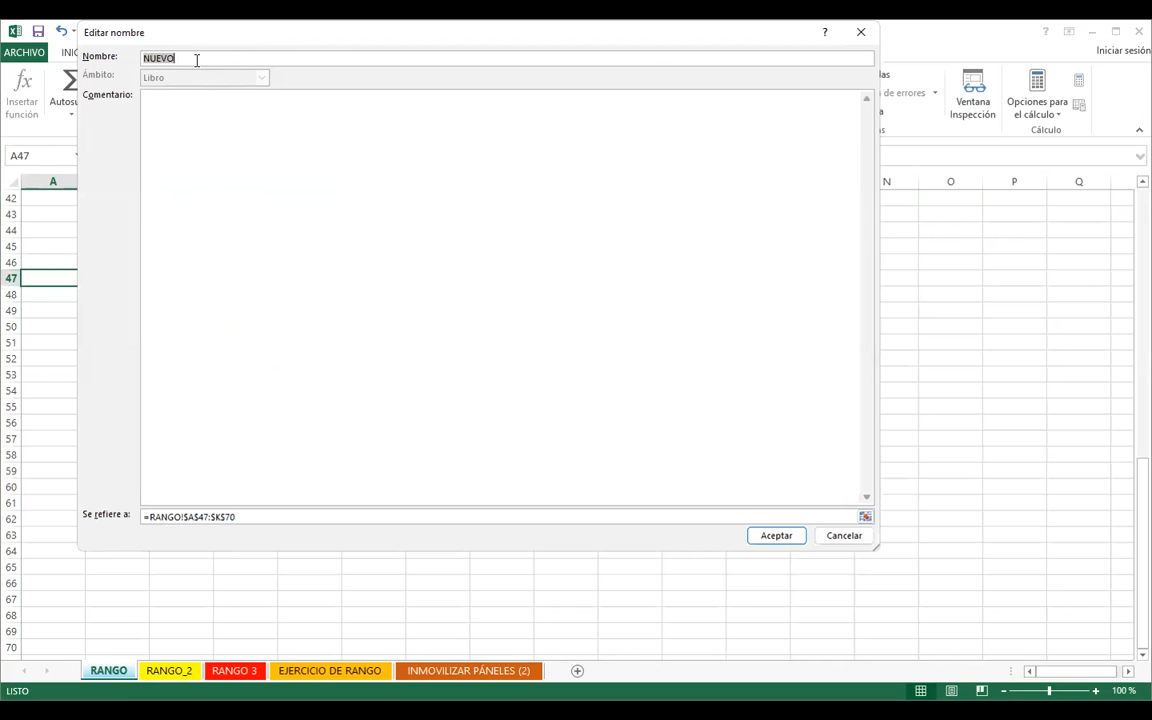 Editar nombre
?
Nombre: NUEVO
Ámbito: Libro
Comentario:
Se refiere a: =RANGO!$A$47:$K$70
Aceptar Cancelar
ARCHIVO INIC
Iniciar sesión
fx
Insertar
función
Autosu
las
de errores
a
as
Ventana
Inspección
Opciones para
el cálculo
Cálculo
A47
A N O P Q
42
43
44
45
46
47
48
49
50
51
52
53
54
55
56
57
58
59
60
61
62
63
64
65
66
67
68
69
70
RANGO RANGO_2 RANGO 3 EJERCICIO DE RANGO INMOVILIZAR PÁNELES (2)
LISTO
100 %